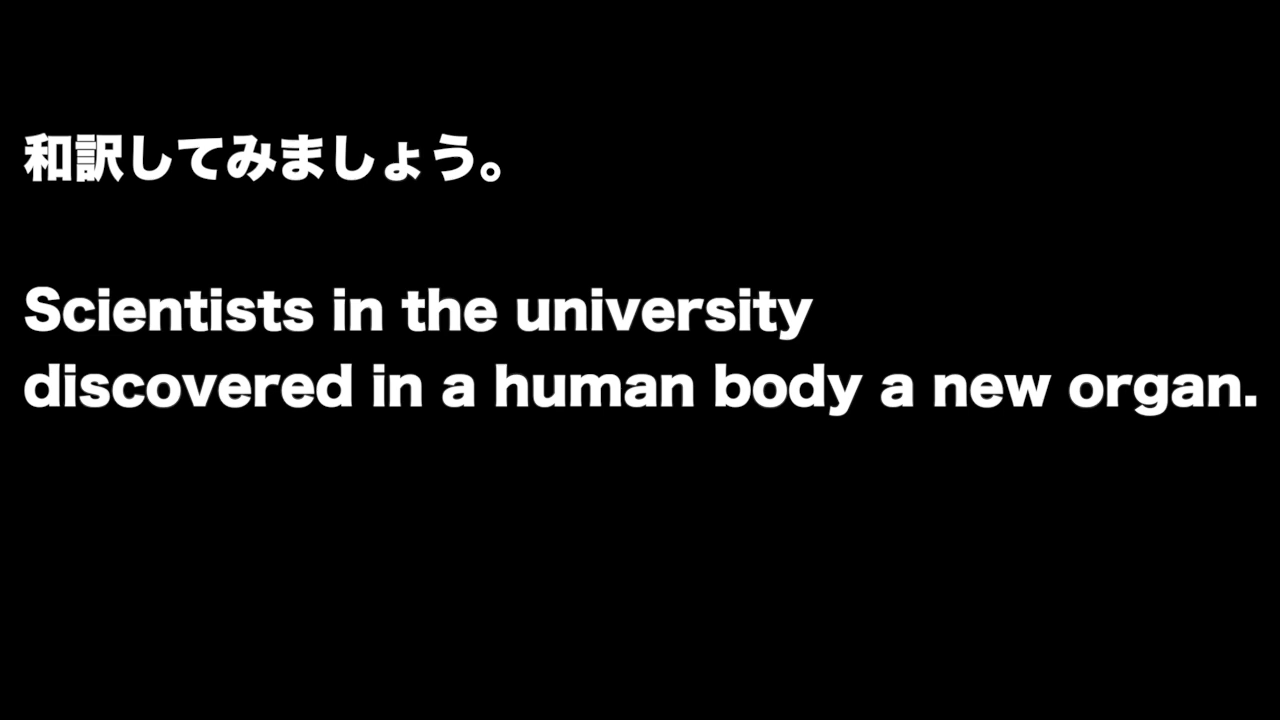 和訳してみましょう。
Scientists in the university
discovered in a human body a new organ.